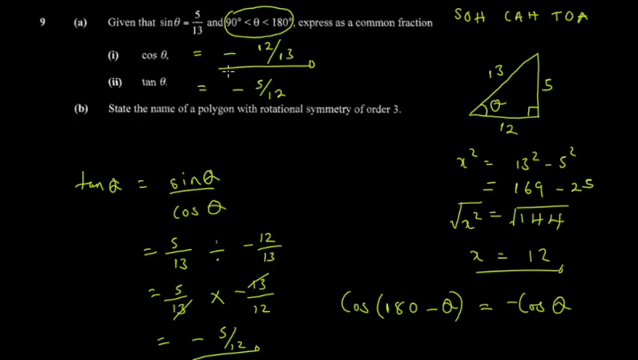 9 (a) Given that sin θ = 5/13 and 90° < θ < 180°, express as a common fraction
SOH CAH TOA
(i) cos θ, = − 12/13
(ii) tan θ. = − 5/12
(b) State the name of a polygon with rotational symmetry of order 3.
13
5
θ
12
tan θ = sin θ / cos θ
= 5/13 ÷ − 12/13
= 5/13 × − 13/12
= − 5/12
x² = 13² − 5²
= 169 − 25
√x² = √144
x = 12
Cos(180 − θ) = −Cos θ